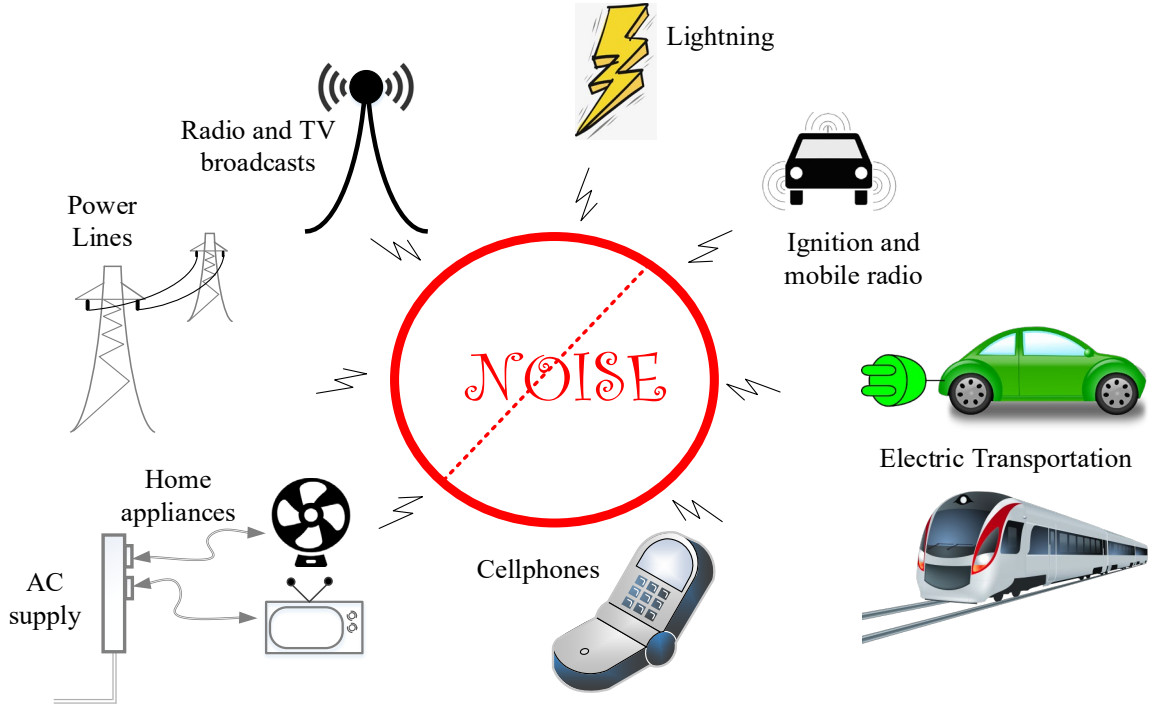 Lightning
Radio and TV
broadcasts
Power
Lines
Ignition and
mobile radio
NOISE
Electric Transportation
Home
appliances
AC
supply
Cellphones